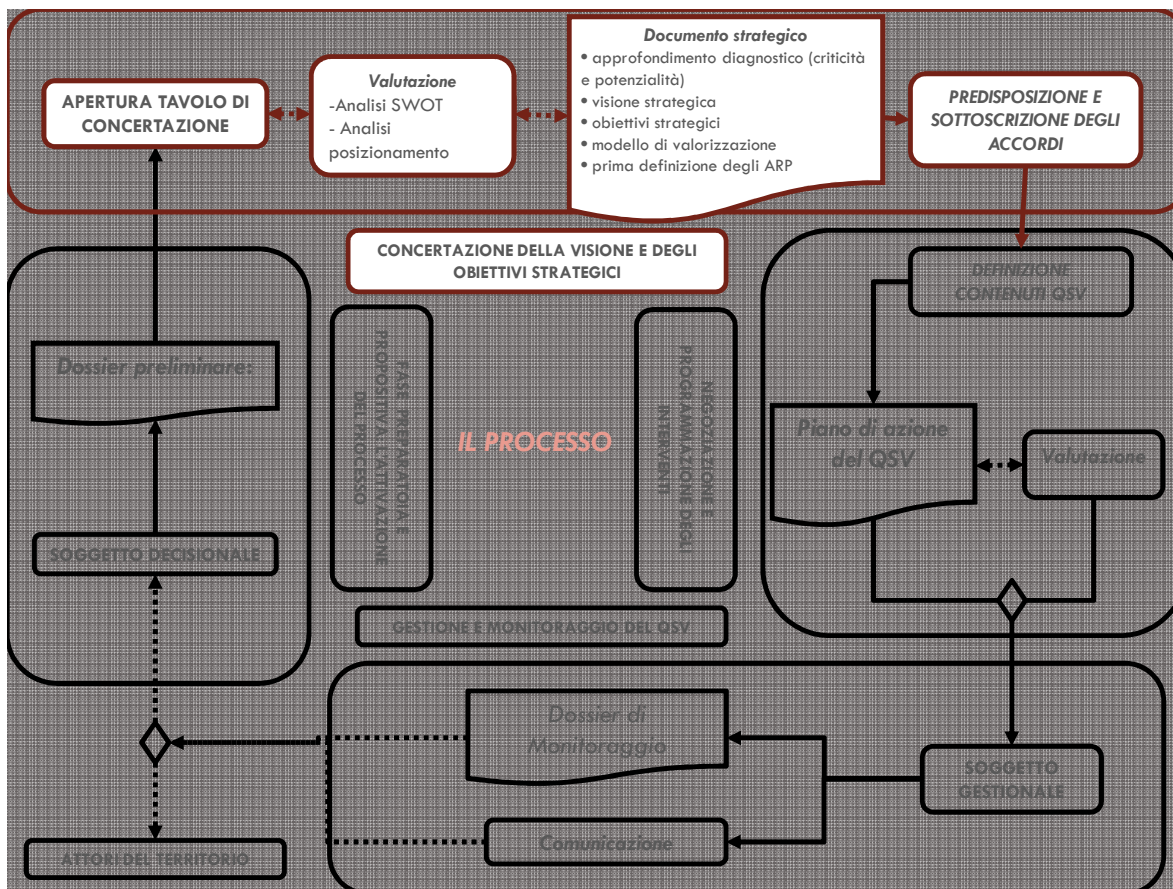 APERTURA TAVOLO DI
CONCERTAZIONE
Valutazione
-Analisi SWOT
- Analisi
posizionamento
Documento strategico
• approfondimento diagnostico (criticità
e potenzialità)
• visione strategica
• obiettivi strategici
• modello di valorizzazione
• prima definizione degli ARP
PREDISPOSIZIONE E
SOTTOSCRIZIONE DEGLI
ACCORDI
CONCERTAZIONE DELLA VISIONE E DEGLI
OBIETTIVI STRATEGICI
DEFINIZIONE
CONTENUTI QSV
Dossier preliminare:
FASE PREPARATOIA E
PROPOSITIVA L'ATTIVAZIONE
DEL PROCESSO
IL PROCESSO
NEGOZIAZIONE E
PROGRAMMAZIONE DEGLI
INTERVENTI
Piano di azione
del QSV
Valutazione
SOGGETTO DECISIONALE
GESTIONE E MONITORAGGIO DEL QSV
Dossier di
Monitoraggio
SOGGETTO
GESTIONALE
Comunicazione
ATTORI DEL TERRITORIO